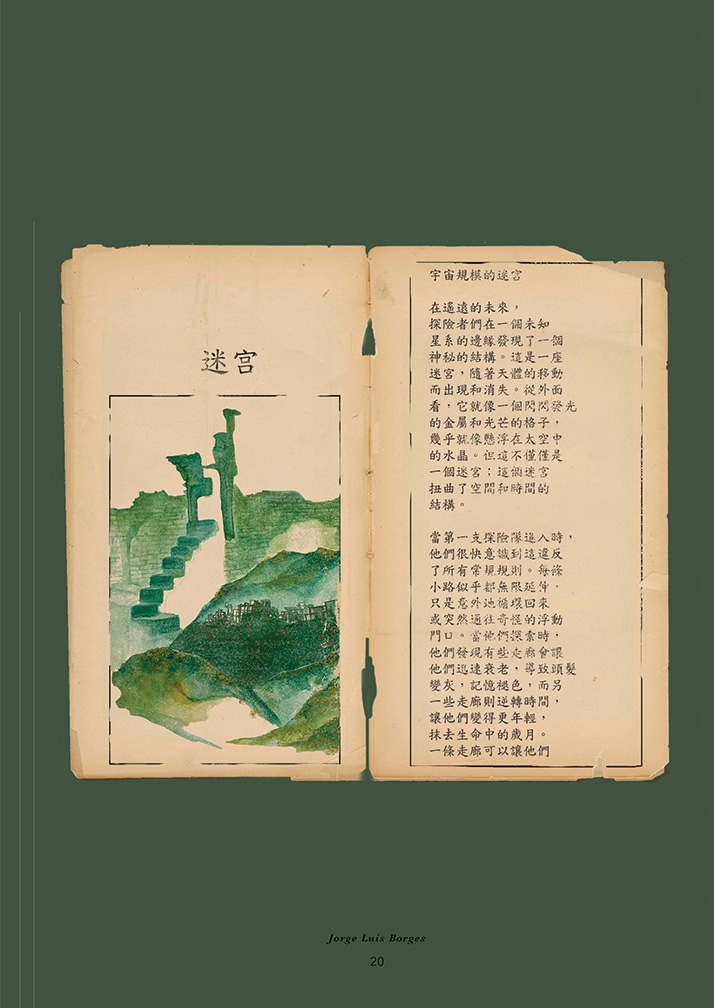 迷宮
宇宙規模的迷宮
在遙遠的未來，
探險者們在一個未知
星系的邊緣發現了一個
神秘的結構。這是一座
迷宮，隨著天體的移動
而出現和消失。從外面
看，它就像一個閃閃發光
的金屬和光芒的格子，
幾乎就像懸浮在太空中
的水晶。但這不僅僅是
一個迷宮；這個迷宮
扭曲了空間和時間的
結構。
當第一支探險隊進入時，
他們很快意識到這違反
了所有常規規則。每條
小路似乎都無限延伸，
只是意外地循環回來
或突然通往奇怪的浮動
門口。當他們探索時，
他們發現有些走廊會讓
他們迅速衰老，導致頭髮
變灰，記憶褪色，而另
一些走廊則逆轉時間，
讓他們變得更年輕，
抹去生命中的歲月。
一條走廊可以讓他們
Jorge Luis Borges
20